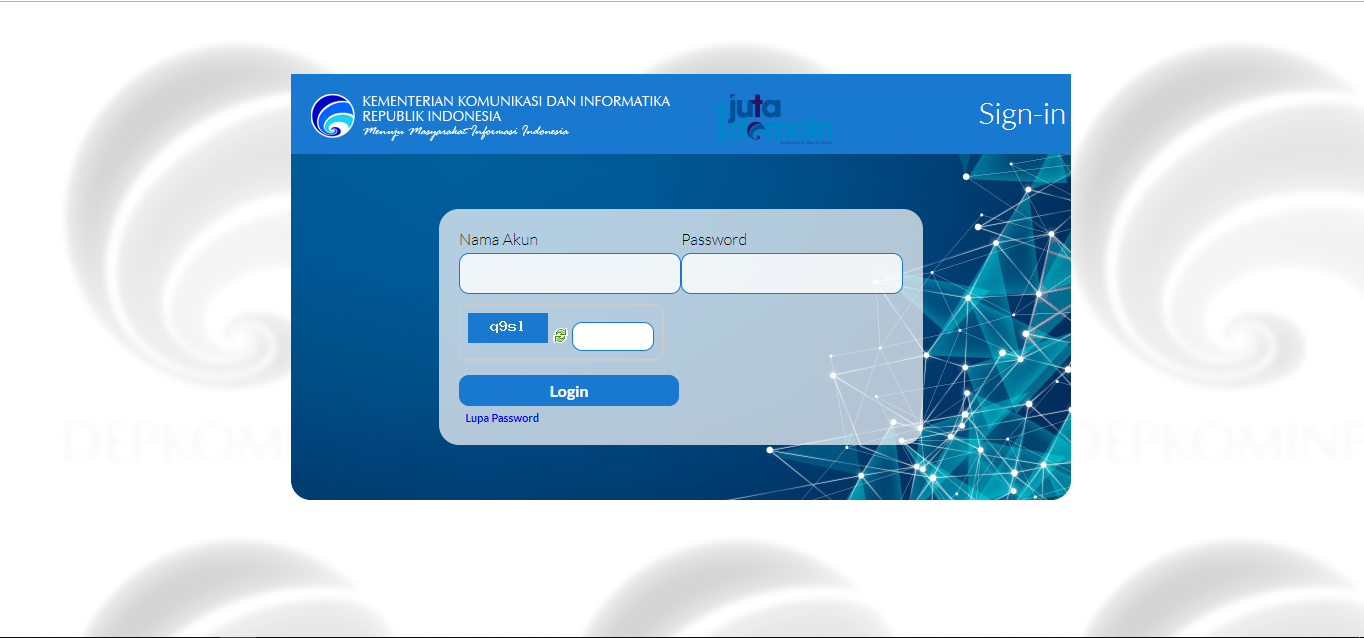 KEMENTERIAN KOMUNIKASI DAN INFORMATIKA
REPUBLIK INDONESIA
Menuju Masyarakat Informasi Indonesia
juta
domain
Sign-in
Nama Akun
Password
q9sl
Login
Lupa Password
DEPKOM
DEPKOMINF